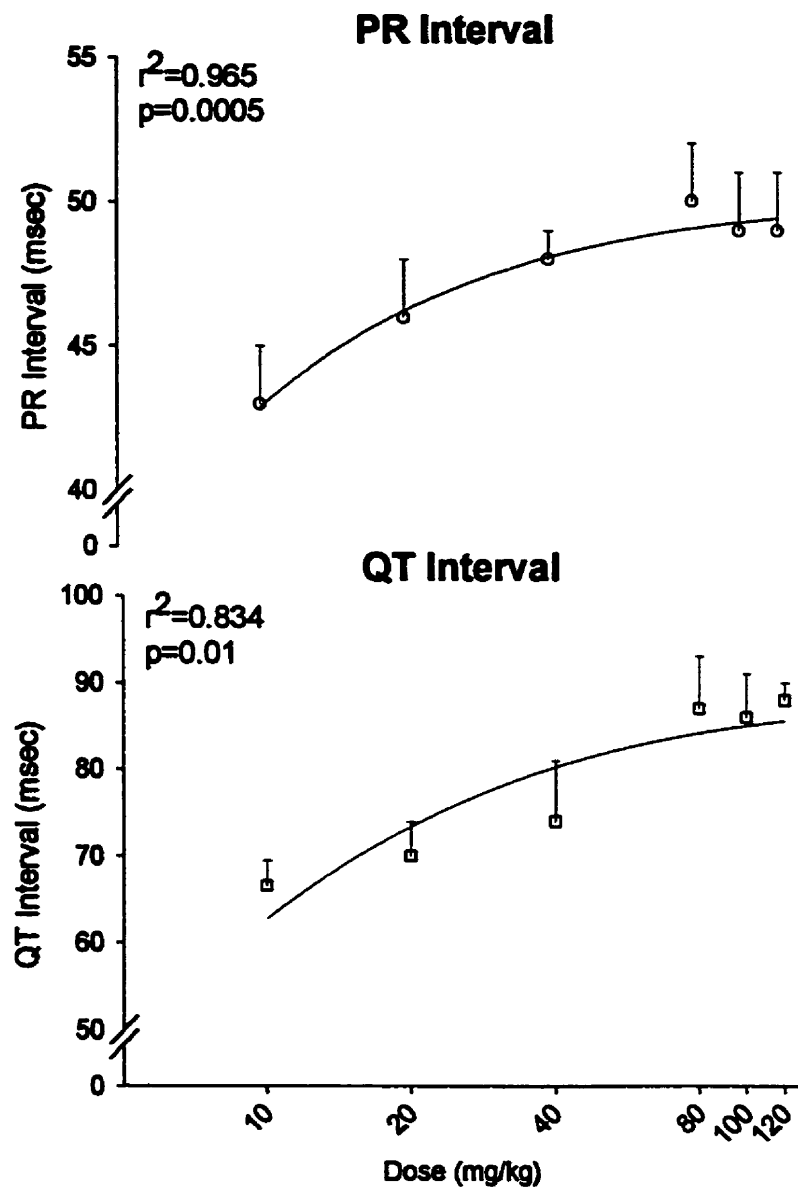 PR Interval
r²=0.965
p=0.0005
55
50
45
40
0
PR Interval (msec)
QT Interval
r²=0.834
p=0.01
100
90
80
70
60
50
0
QT Interval (msec)
10 20 40 80 100 120
Dose (mg/kg)